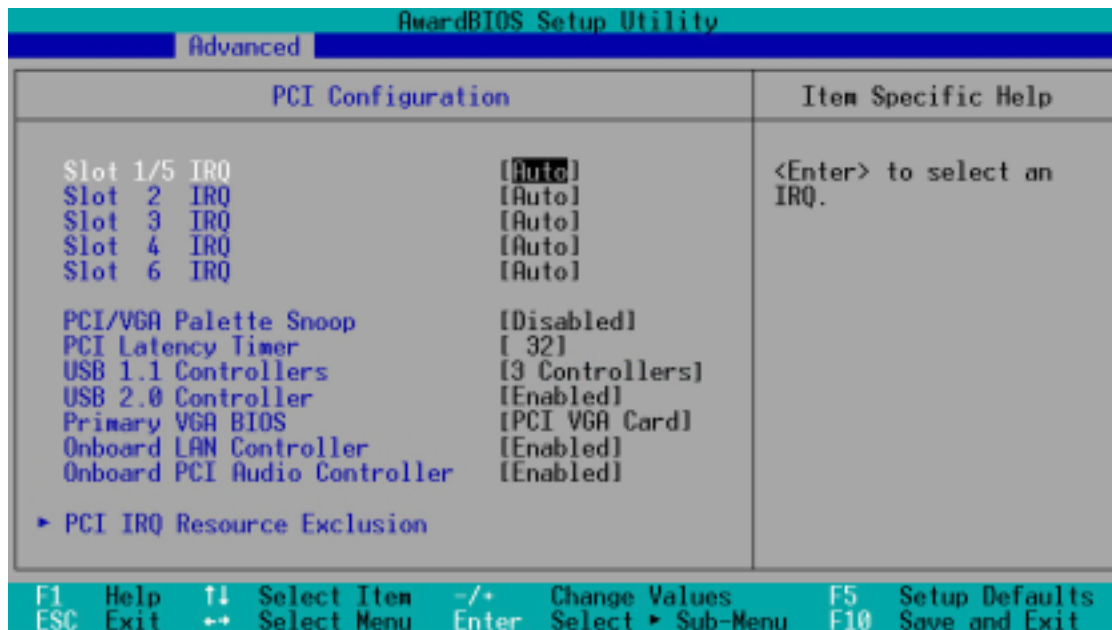 AwardBIOS Setup Utility
Advanced
PCI Configuration
Item Specific Help
Slot 1/5 IRQ [Auto]
Slot 2 IRQ [Auto]
Slot 3 IRQ [Auto]
Slot 4 IRQ [Auto]
Slot 6 IRQ [Auto]
PCI/VGA Palette Snoop [Disabled]
PCI Latency Timer [ 32]
USB 1.1 Controllers [3 Controllers]
USB 2.0 Controller [Enabled]
Primary VGA BIOS [PCI VGA Card]
Onboard LAN Controller [Enabled]
Onboard PCI Audio Controller [Enabled]
► PCI IRQ Resource Exclusion
<Enter> to select an
IRQ.
F1 Help ↑↓ Select Item -/+ Change Values F5 Setup Defaults
ESC Exit ←→ Select Menu Enter Select ► Sub-Menu F10 Save and Exit